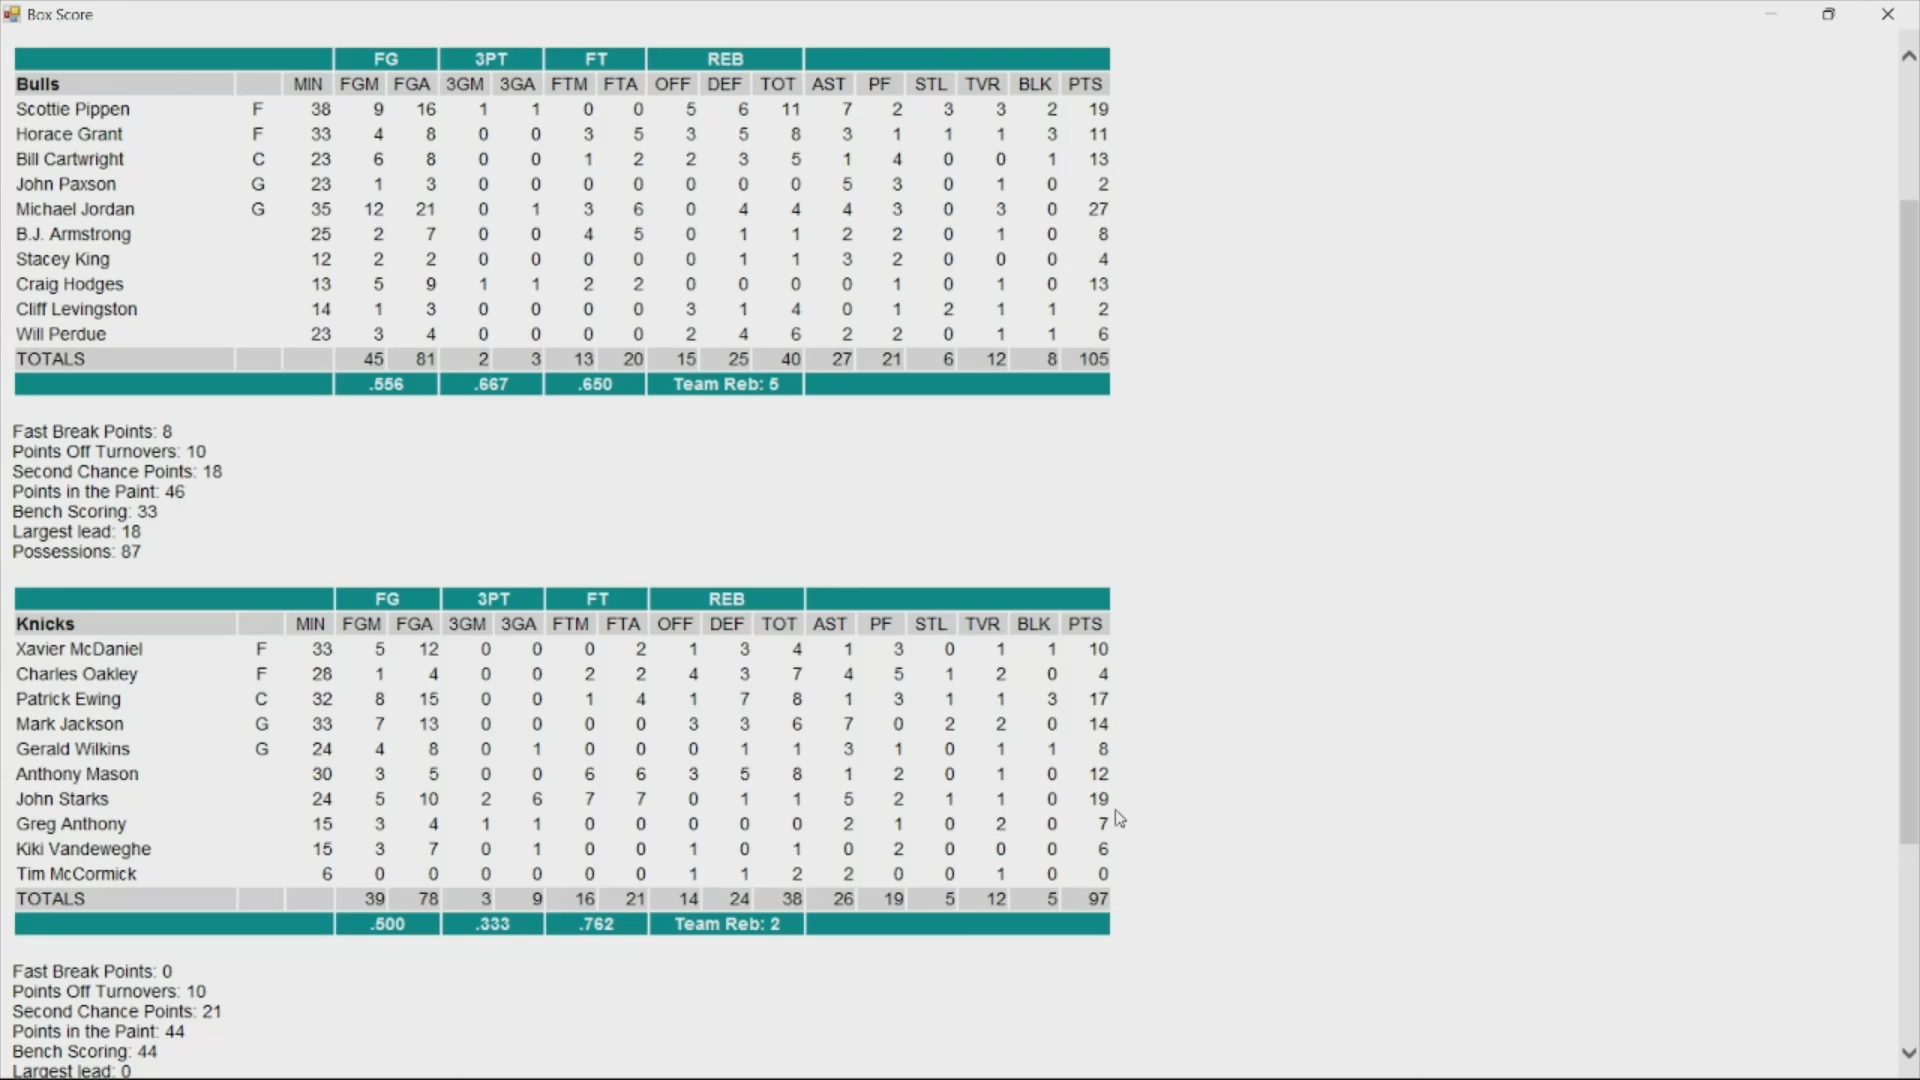 Box Score
FG 3PT FT REB
Bulls MIN FGM FGA 3GM 3GA FTM FTA OFF DEF TOT AST PF STL TVR BLK PTS
Scottie Pippen F 38 9 16 1 1 0 0 5 6 11 7 2 3 3 2 19
Horace Grant F 33 4 8 0 0 3 5 3 5 8 3 1 1 1 3 11
Bill Cartwright C 23 6 8 0 0 1 2 2 3 5 1 4 0 0 1 13
John Paxson G 23 1 3 0 0 0 0 0 0 0 5 3 0 1 0 2
Michael Jordan G 35 12 21 0 1 3 6 0 4 4 4 3 0 3 0 27
B.J. Armstrong 25 2 7 0 0 4 5 0 1 1 2 2 0 1 0 8
Stacey King 12 2 2 0 0 0 0 0 1 1 3 2 0 0 0 4
Craig Hodges 13 5 9 1 1 2 2 0 0 0 0 1 0 1 0 13
Cliff Levingston 14 1 3 0 0 0 0 3 1 4 0 1 2 1 1 2
Will Perdue 23 3 4 0 0 0 0 2 4 6 2 2 0 1 1 6
TOTALS 45 81 2 3 13 20 15 25 40 27 21 6 12 8 105
.556 .667 .650 Team Reb: 5
Fast Break Points: 8
Points Off Turnovers: 10
Second Chance Points: 18
Points in the Paint: 46
Bench Scoring: 33
Largest lead: 18
Possessions: 87
FG 3PT FT REB
Knicks MIN FGM FGA 3GM 3GA FTM FTA OFF DEF TOT AST PF STL TVR BLK PTS
Xavier McDaniel F 33 5 12 0 0 0 2 1 3 4 1 3 0 1 1 10
Charles Oakley F 28 1 4 0 0 2 2 4 3 7 4 5 1 2 0 4
Patrick Ewing C 32 8 15 0 0 1 4 1 7 8 1 3 1 1 3 17
Mark Jackson G 33 7 13 0 0 0 0 3 3 6 7 0 2 2 0 14
Gerald Wilkins G 24 4 8 0 1 0 0 0 1 1 3 1 0 1 1 8
Anthony Mason 30 3 5 0 0 6 6 3 5 8 1 2 0 1 0 12
John Starks 24 5 10 2 6 7 7 0 1 1 5 2 1 1 0 19
Greg Anthony 15 3 4 1 1 0 0 0 0 0 2 1 0 2 0 7
Kiki Vandeweghe 15 3 7 0 1 0 0 1 0 1 0 2 0 0 0 6
Tim McCormick 6 0 0 0 0 0 0 1 1 2 2 0 0 1 0 0
TOTALS 39 78 3 9 16 21 14 24 38 26 19 5 12 5 97
.500 .333 .762 Team Reb: 2
Fast Break Points: 0
Points Off Turnovers: 10
Second Chance Points: 21
Points in the Paint: 44
Bench Scoring: 44
Largest lead: 0